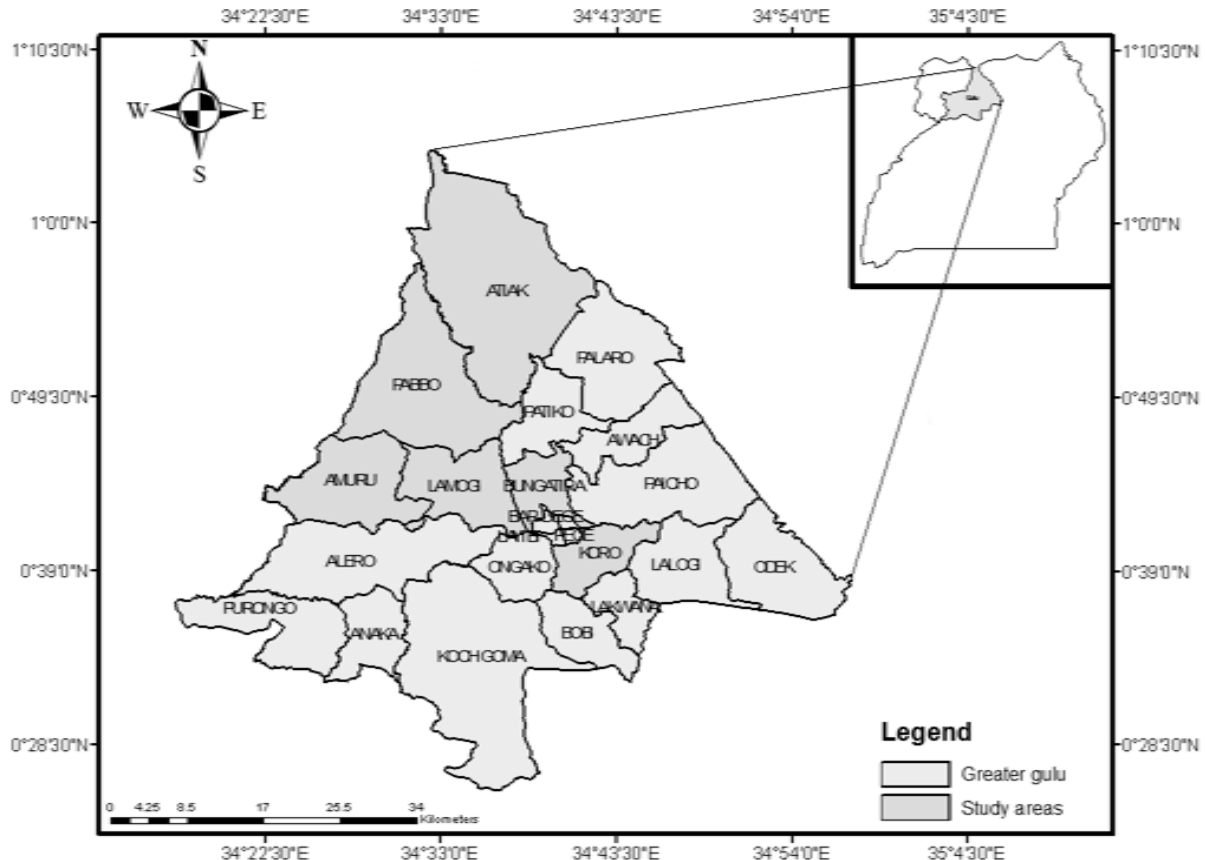 34°22'30"E 34°33'0"E 34°43'30"E 34°54'0"E 35°4'30"E
1°10'30"N 1°10'30"N
N
W E
S
1°0'0"N 1°0'0"N
ATIAK
PALARO
PABBO
0°49'30"N 0°49'30"N
PATIKO
AWACH
AMURU LAMOGI BUNGATIRA PAICHO
PECE
KORO
ALERO ONGAKO LALOGI ODEK
0°39'0"N 0°39'0"N
PURONGO LAKWANA
ANAKA BOBI
KOCH GOMA
Legend
0°28'30"N 0°28'30"N
Greater gulu
Study areas
0 4.25 8.5 17 25.5 34
Kilometers
34°22'30"E 34°33'0"E 34°43'30"E 34°54'0"E 35°4'30"E